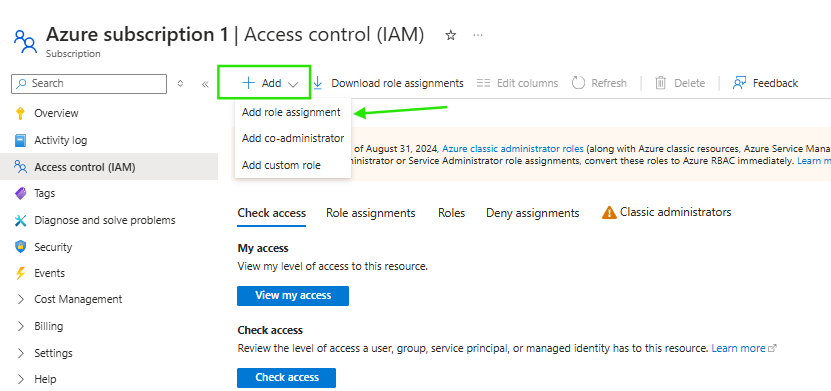 Azure subscription 1 | Access control (IAM)
Subscription
Search
Add
Download role assignments
Edit columns
Refresh
Delete
Feedback
Overview
Activity log
Access control (IAM)
Tags
Diagnose and solve problems
Security
Events
Cost Management
Billing
Settings
Help
Add role assignment
Add co-administrator
Add custom role
of August 31, 2024, Azure classic administrator roles (along with Azure classic resources, Azure Service Mana
ministrator or Service Administrator role assignments, convert these roles to Azure RBAC immediately. Learn m
Check access
Role assignments
Roles
Deny assignments
Classic administrators
My access
View my level of access to this resource.
View my access
Check access
Review the level of access a user, group, service principal, or managed identity has to this resource. Learn more
Check access